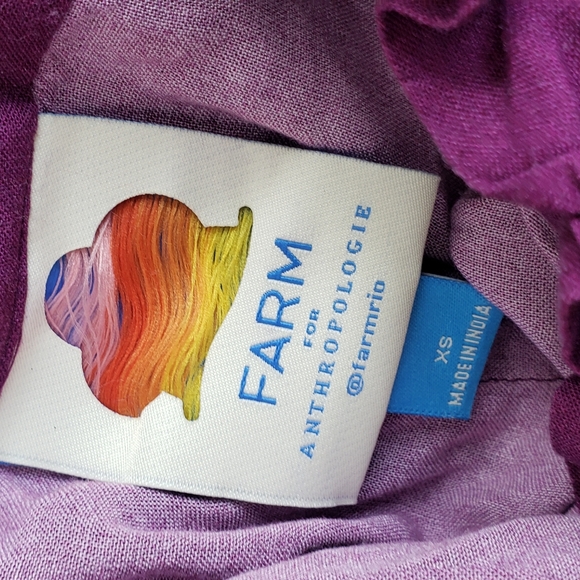 FARM
FOR
ANTHROPOLOGIE
@farmrio
XS
MADE IN INDIA